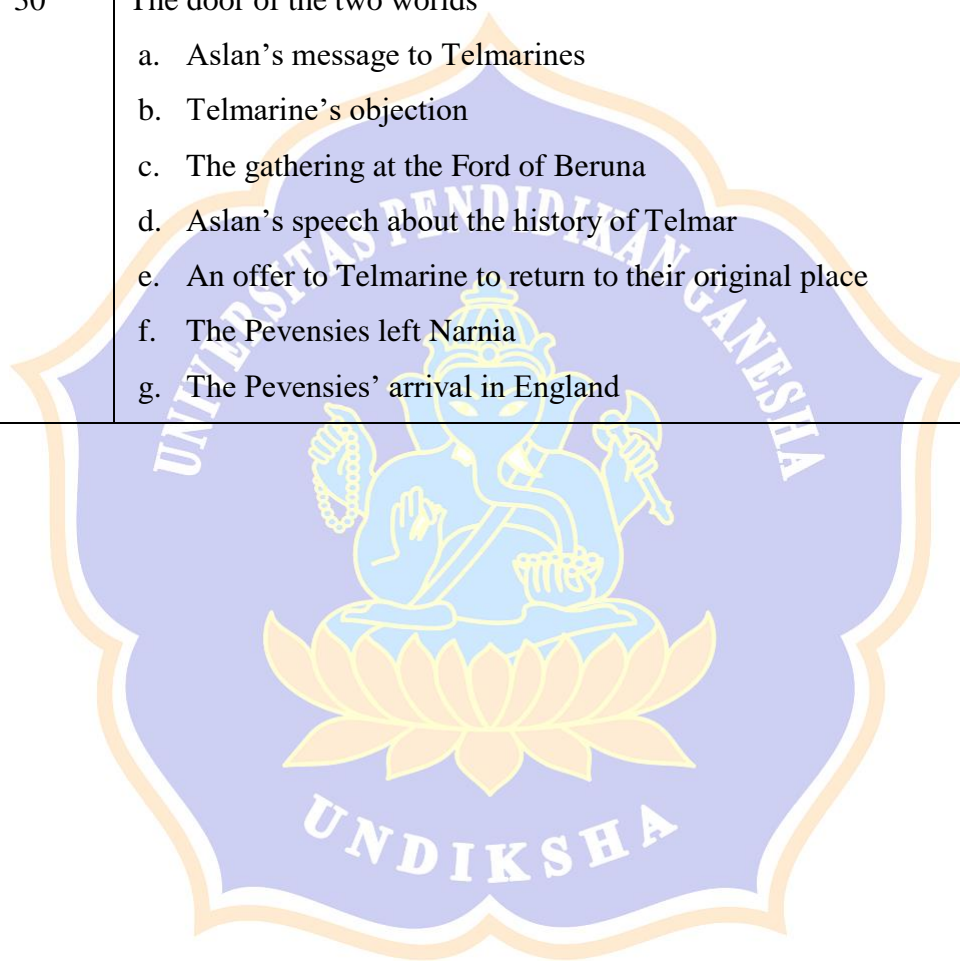 30 The door of the two worlds
a. Aslan’s message to Telmarines
b. Telmarine’s objection
c. The gathering at the Ford of Beruna
d. Aslan’s speech about the history of Telmar
e. An offer to Telmarine to return to their original place
f. The Pevensies left Narnia
g. The Pevensies’ arrival in England
UNIVERSITAS PENDIDIKAN GANESHA
UNDIKSHA